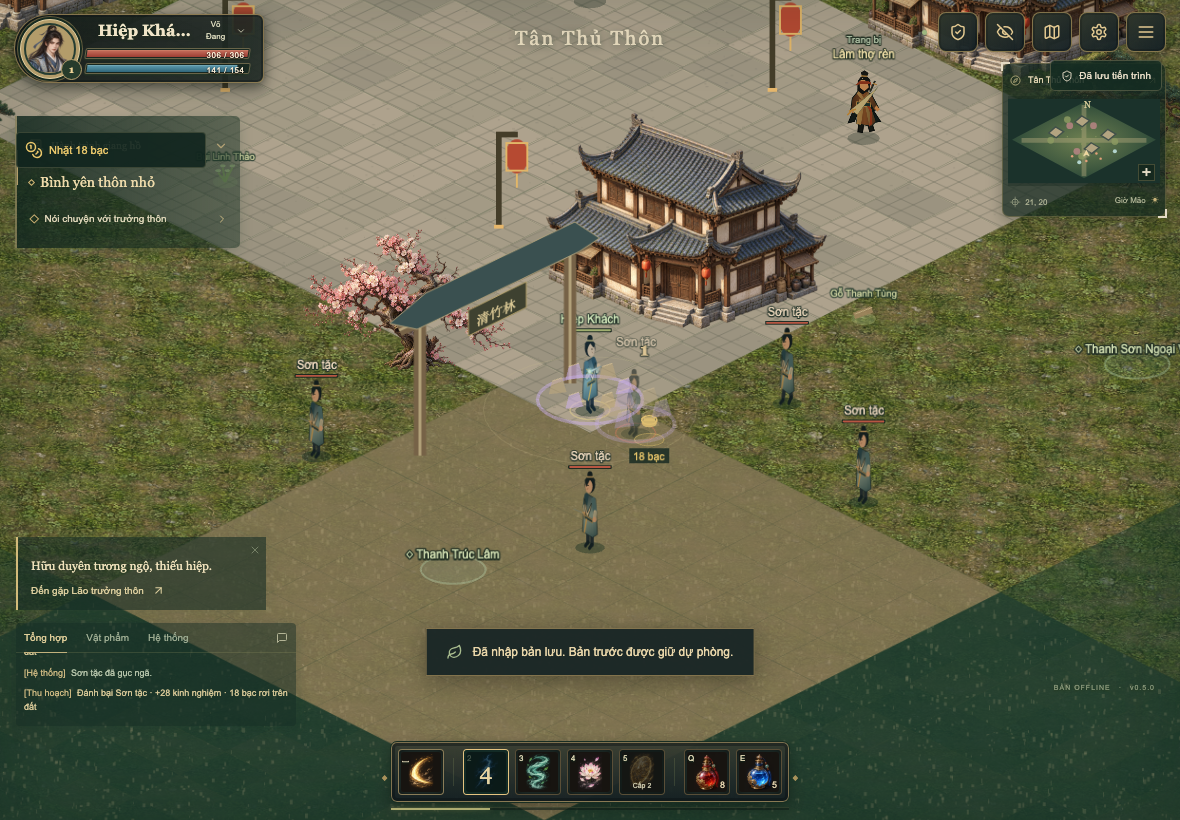 Hiệp Khá...
Võ Đang
306 / 306
141 / 154
1
Tân Thủ Thôn
Trang bị
Lâm thợ rèn
Đã lưu tiến trình
N
21, 20
Giờ Mão
Nhặt 18 bạc
Linh Thảo
Bình yên thôn nhỏ
Nói chuyện với trưởng thôn
清竹林
Hiệp Khách
Sơn tặc
1
Sơn tặc
Gỗ Thanh Tùng
Thanh Sơn Ngoại
Sơn tặc
Sơn tặc
Sơn tặc
18 bạc
Thanh Trúc Lâm
Hữu duyên tương ngộ, thiếu hiệp.
Đến gặp Lão trưởng thôn
Tổng hợp
Vật phẩm
Hệ thống
[Hệ thống] Sơn tặc đã gục ngã.
[Thu hoạch] Đánh bại Sơn tặc · +28 kinh nghiệm · 18 bạc rơi trên
đất
Đã nhập bản lưu. Bản trước được giữ dự phòng.
BẢN OFFLINE · v0.5.0
2
4
3
4
5
Cấp 2
Q
8
E
5